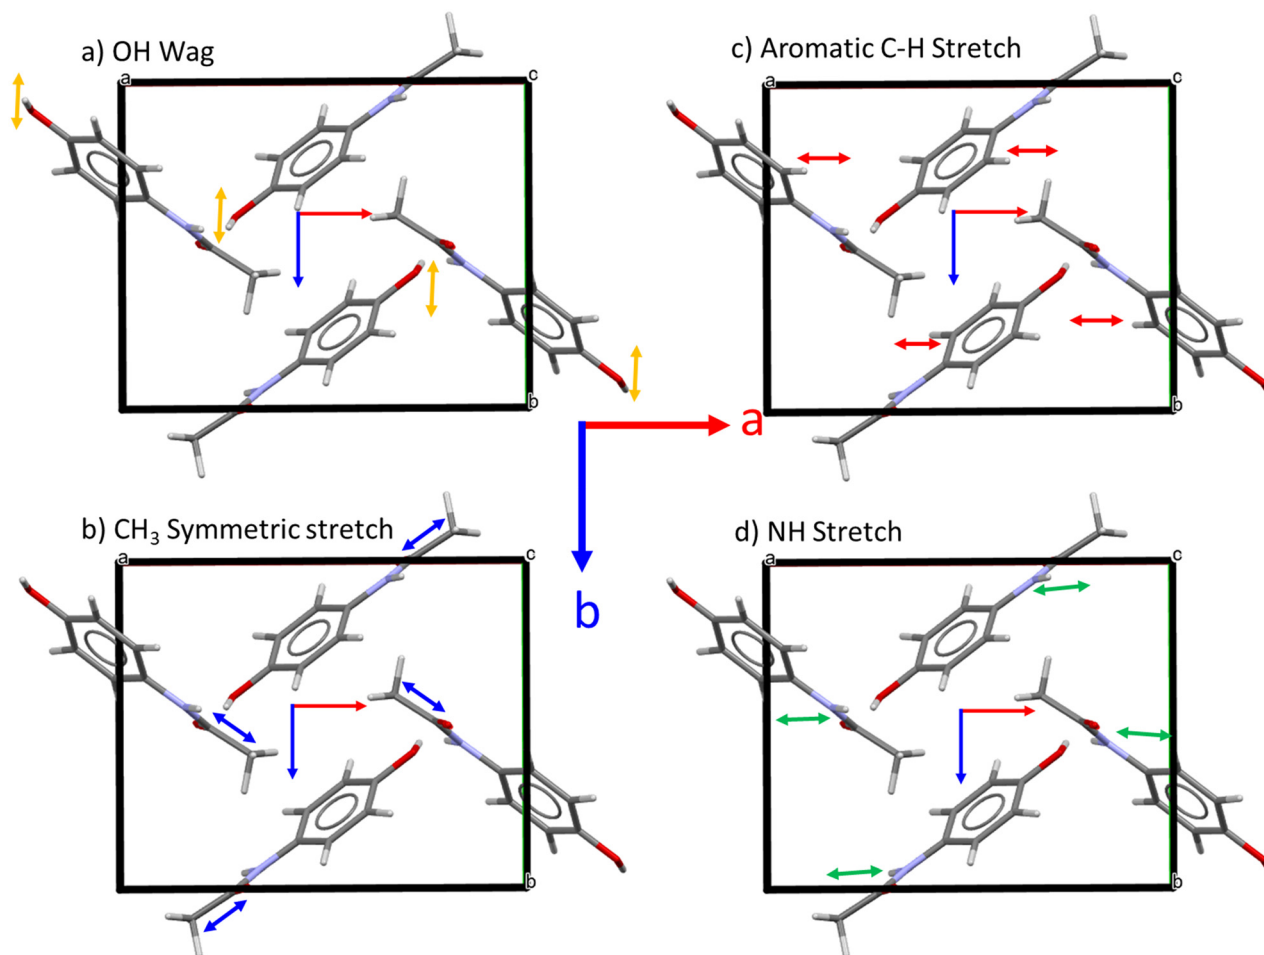 a) OH Wag
a
c
b
c) Aromatic C-H Stretch
a
c
b
a
b
b) CH₃ Symmetric stretch
a
c
b
d) NH Stretch
a
c
b